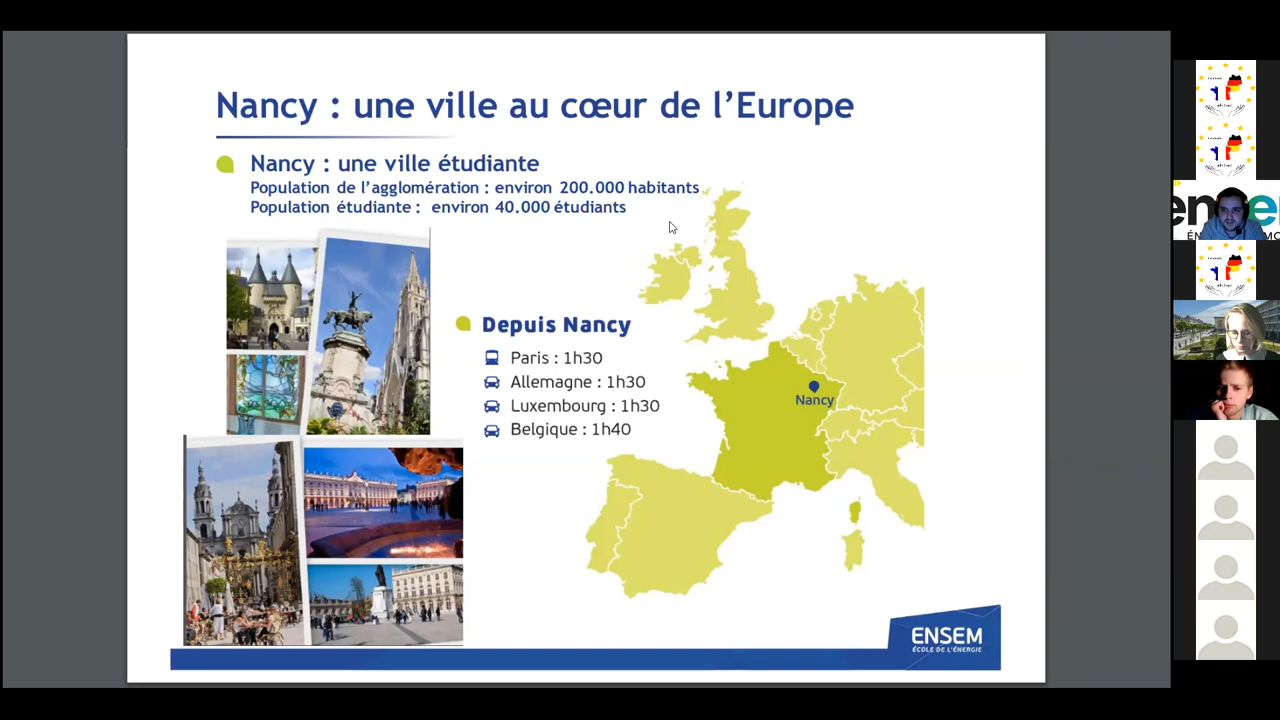 Nancy : une ville au cœur de l’Europe
Nancy : une ville étudiante
Population de l’agglomération : environ 200.000 habitants
Population étudiante : environ 40.000 étudiants
Depuis Nancy
Paris : 1h30
Allemagne : 1h30
Luxembourg : 1h30
Belgique : 1h40
Nancy
ENSEM
ÉCOLE DE L’ÉNERGIE